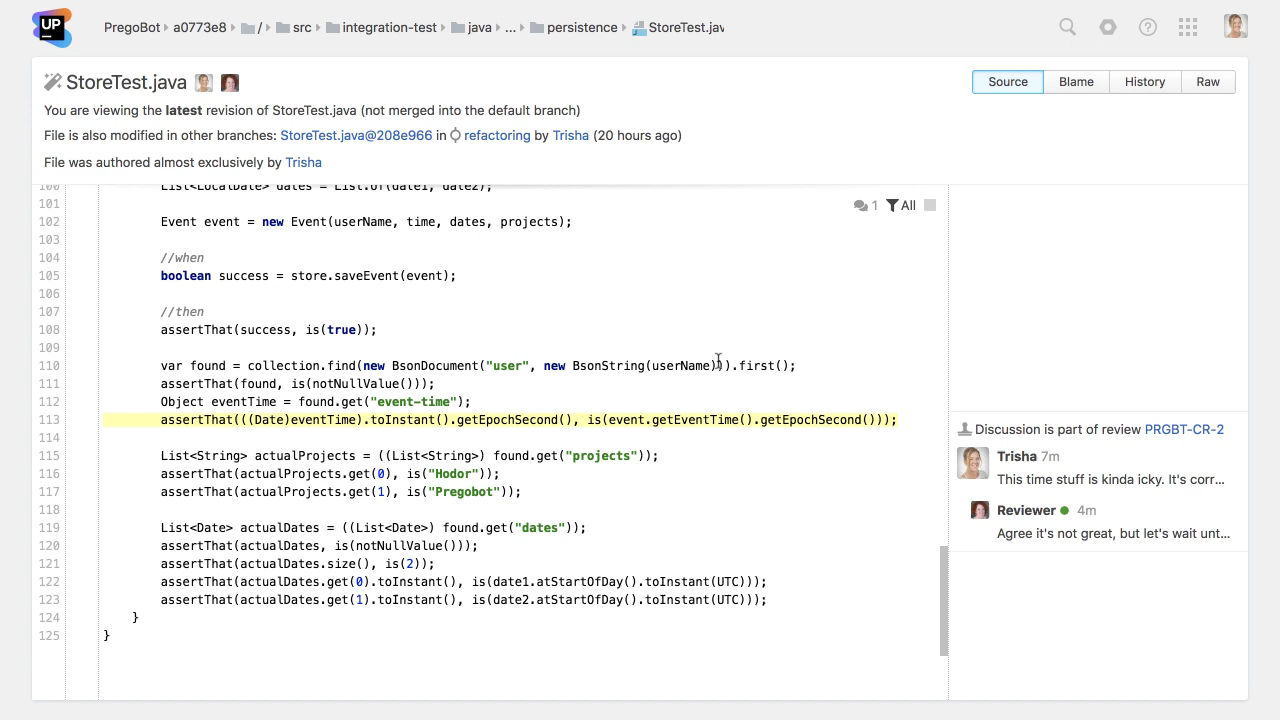 UP
PregoBot a0773e8 / src integration-test java ... persistence StoreTest.jav
StoreTest.java
Source Blame History Raw
You are viewing the latest revision of StoreTest.java (not merged into the default branch)
File is also modified in other branches: StoreTest.java@208e966 in refactoring by Trisha (20 hours ago)
File was authored almost exclusively by Trisha
100 List<LocalDate> dates = List.of(date1, date2);
101
1 All
102 Event event = new Event(userName, time, dates, projects);
103
104 //when
105 boolean success = store.saveEvent(event);
106
107 //then
108 assertThat(success, is(true));
109
110 var found = collection.find(new BsonDocument("user", new BsonString(userName))).first();
111 assertThat(found, is(notNullValue()));
112 Object eventTime = found.get("event-time");
113 assertThat(((Date)eventTime).toInstant().getEpochSecond(), is(event.getEventTime().getEpochSecond()));
114
115 List<String> actualProjects = ((List<String>) found.get("projects"));
116 assertThat(actualProjects.get(0), is("Hodor"));
117 assertThat(actualProjects.get(1), is("Pregobot"));
118
119 List<Date> actualDates = ((List<Date>) found.get("dates"));
120 assertThat(actualDates, is(notNullValue()));
121 assertThat(actualDates.size(), is(2));
122 assertThat(actualDates.get(0).toInstant(), is(date1.atStartOfDay().toInstant(UTC)));
123 assertThat(actualDates.get(1).toInstant(), is(date2.atStartOfDay().toInstant(UTC)));
124 }
125 }
Discussion is part of review PRGBT-CR-2
Trisha 7m
This time stuff is kinda icky. It's corr...
Reviewer 4m
Agree it's not great, but let's wait unt...